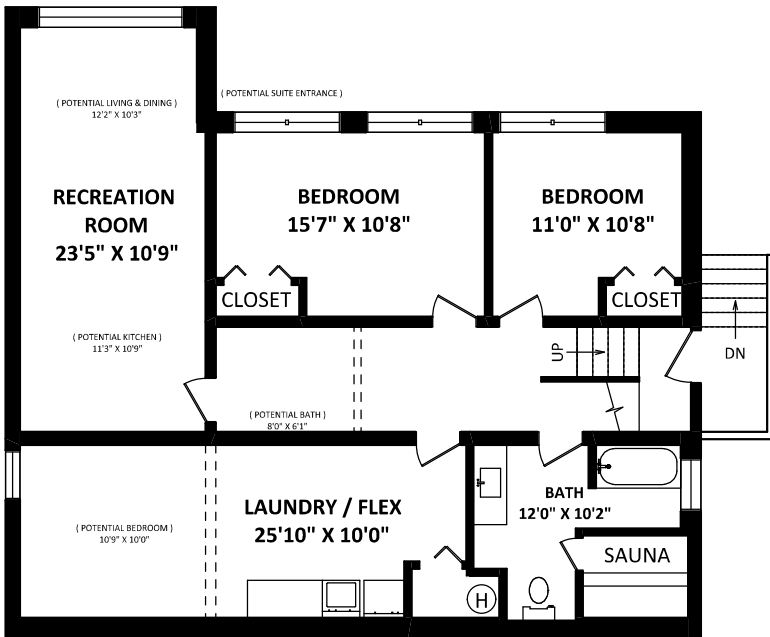 ( POTENTIAL SUITE ENTRANCE )
( POTENTIAL LIVING & DINING )
12'2" X 10'3"
RECREATION
ROOM
23'5" X 10'9"
BEDROOM
15'7" X 10'8"
BEDROOM
11'0" X 10'8"
CLOSET
CLOSET
( POTENTIAL KITCHEN )
11'3" X 10'9"
UP
DN
( POTENTIAL BATH )
8'0" X 6'1"
LAUNDRY / FLEX
25'10" X 10'0"
( POTENTIAL BEDROOM )
10'9" X 10'0"
BATH
12'0" X 10'2"
SAUNA
H